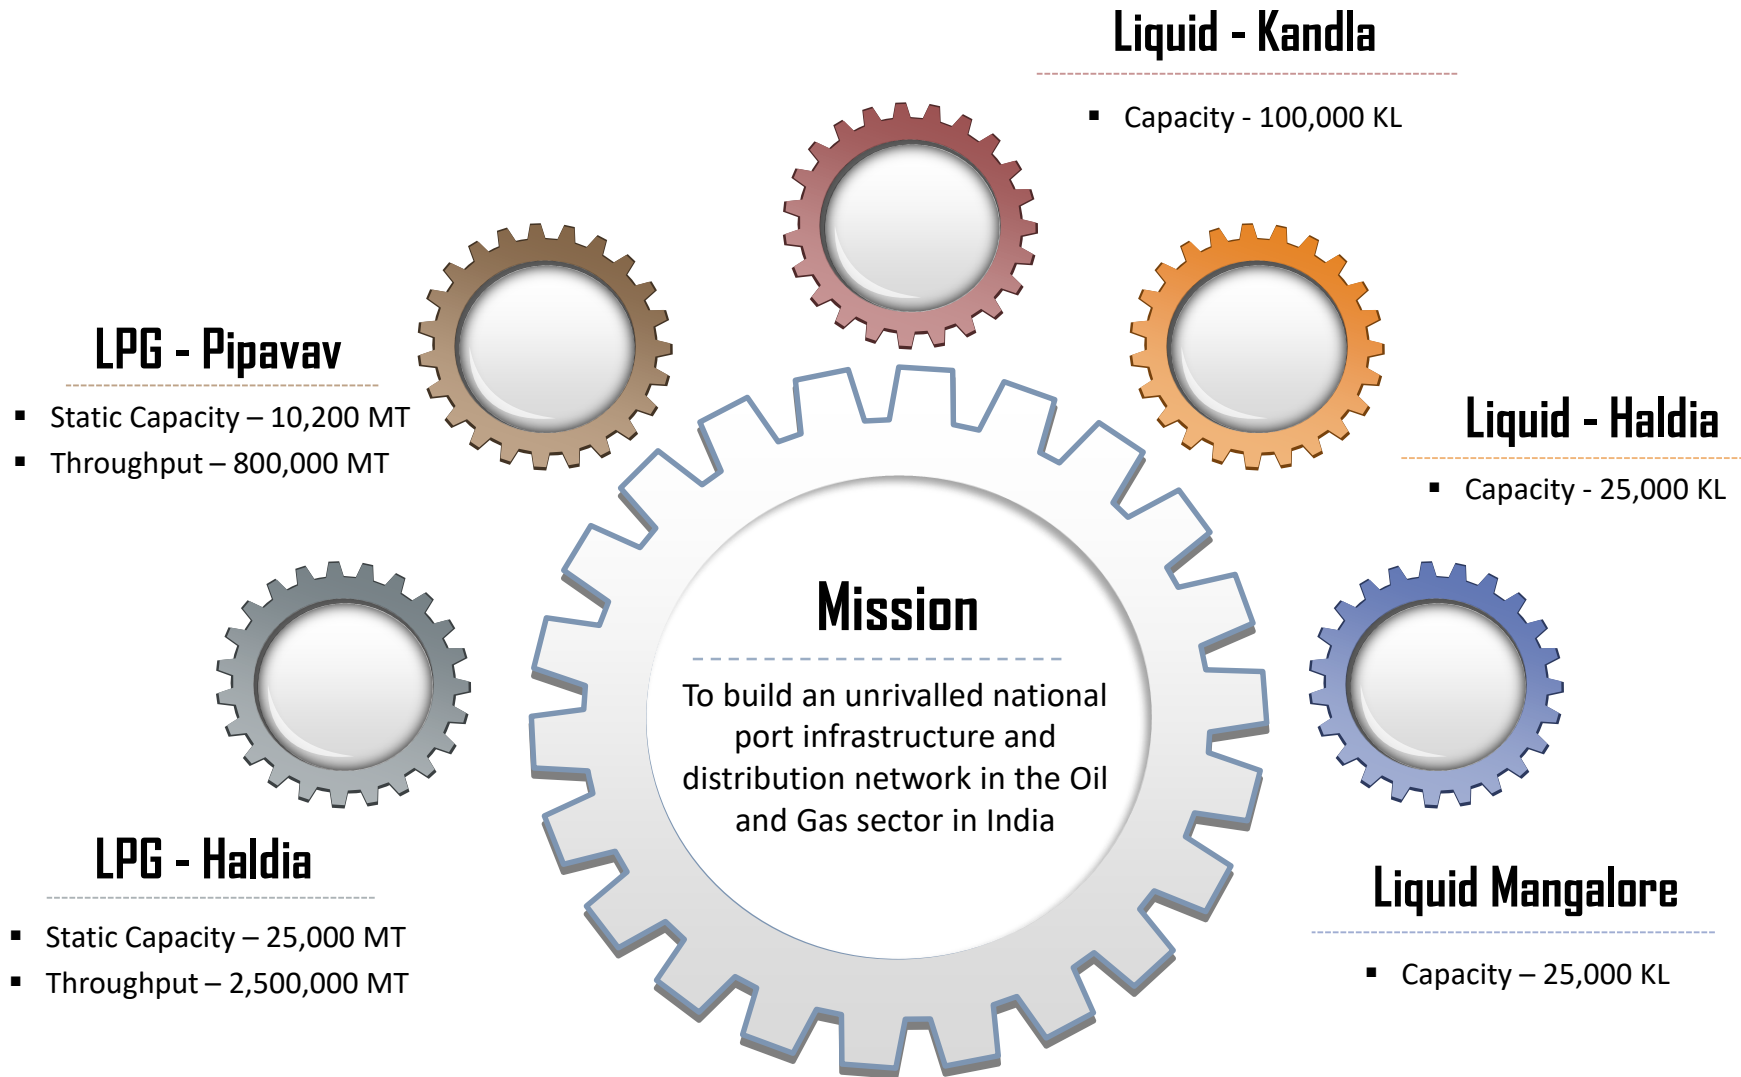 Liquid - Kandla
▪ Capacity - 100,000 KL
LPG - Pipavav
▪ Static Capacity – 10,200 MT
▪ Throughput – 800,000 MT
Liquid - Haldia
▪ Capacity - 25,000 KL
Mission
To build an unrivalled national
port infrastructure and
distribution network in the Oil
and Gas sector in India
LPG - Haldia
▪ Static Capacity – 25,000 MT
▪ Throughput – 2,500,000 MT
Liquid Mangalore
▪ Capacity – 25,000 KL